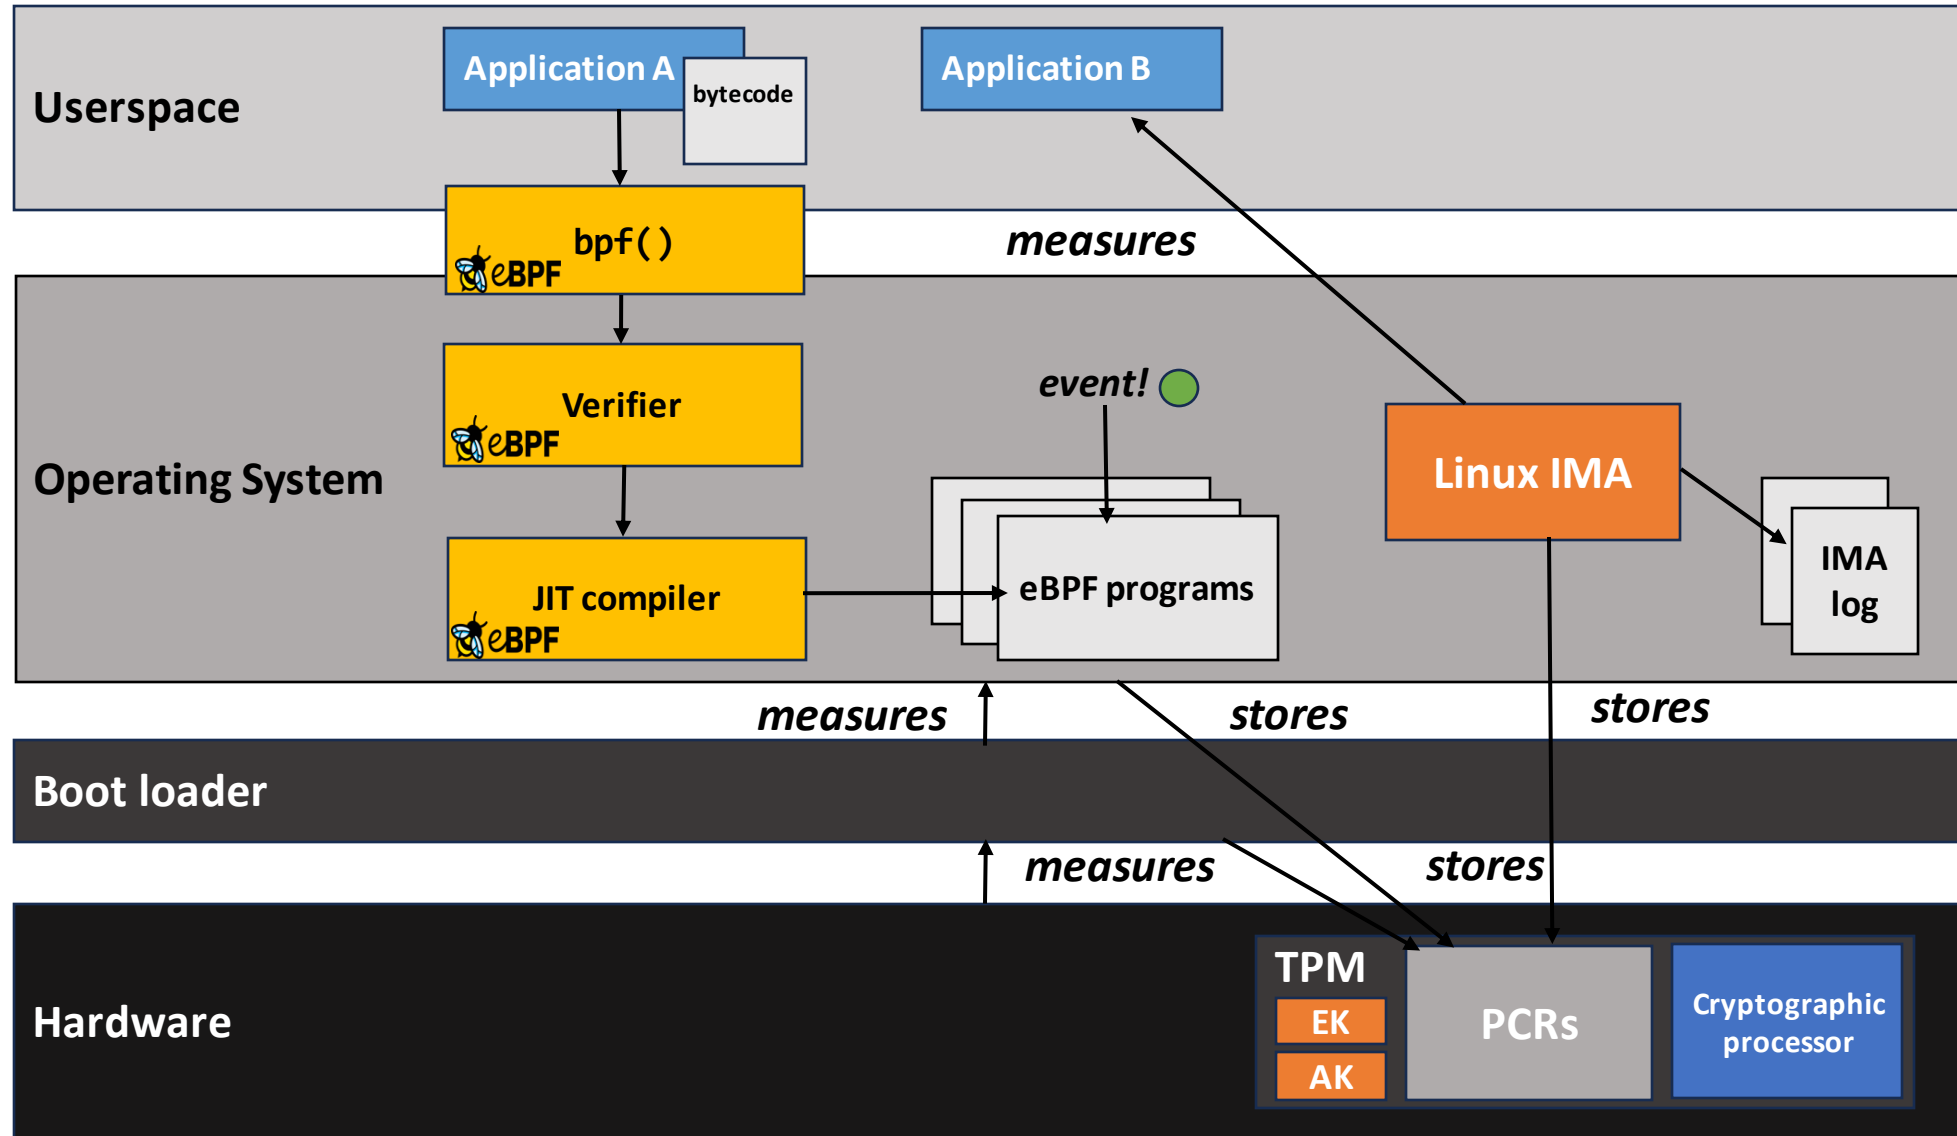 Userspace
Application A
bytecode
Application B
bpf()
eBPF
measures
Operating System
Verifier
eBPF
event!
Linux IMA
JIT compiler
eBPF
eBPF programs
IMA
log
measures
stores
stores
Boot loader
measures
stores
Hardware
TPM
EK
AK
PCRs
Cryptographic
processor